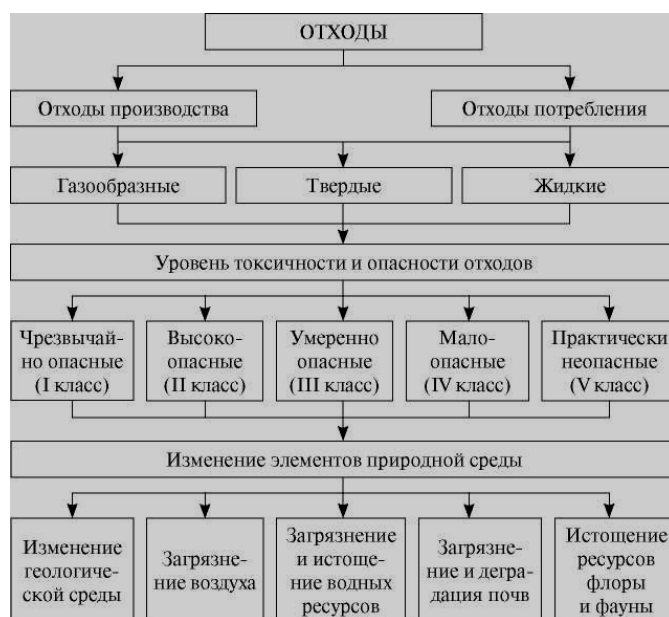 ОТХОДЫ
Отходы производства
Отходы потребления
Газообразные
Твердые
Жидкие
Уровень токсичности и опасности отходов
Чрезвычай-
но опасные
(I класс)
Высоко-
опасные
(II класс)
Умеренно
опасные
(III класс)
Мало-
опасные
(IV класс)
Практически
неопасные
(V класс)
Изменение элементов природной среды
Изменение
геологиче-
ской среды
Загрязне-
ние воздуха
Загрязнение
и истоще-
ние водных
ресурсов
Загрязне-
ние и дегра-
дация почв
Истощение
ресурсов
флоры
и фауны